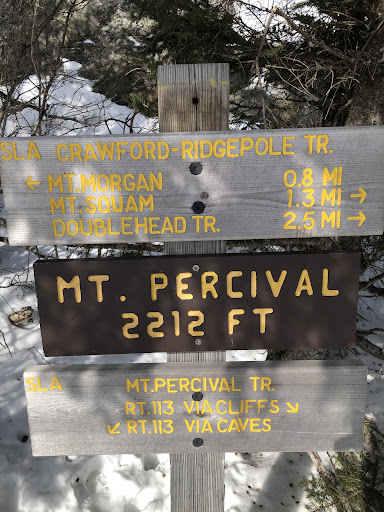 SLA CRAWFORD-RIDGEPOLE TR.
← MT.MORGAN 0.8 MI
MT.SQUAM 1.3 MI →
DOUBLEHEAD TR. 2.5 MI →
MT. PERCIVAL
2212 FT
SLA MT.PERCIVAL TR.
RT.113 VIA CLIFFS ↘
↙ RT.113 VIA CAVES